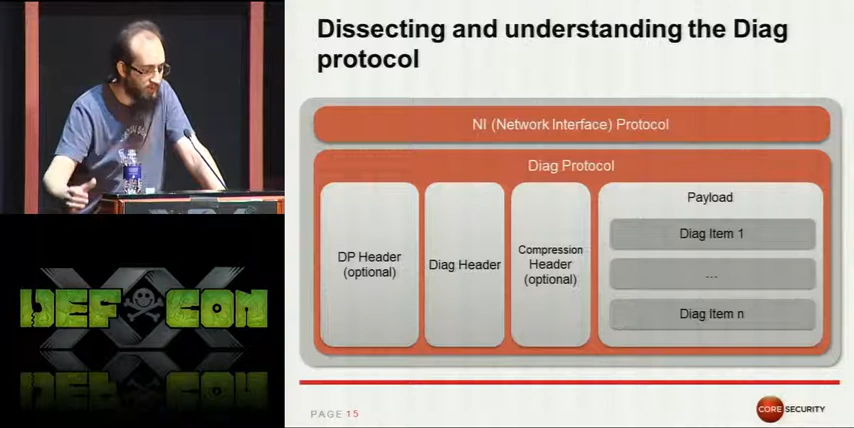 Dissecting and understanding the Diag
protocol
NI (Network Interface) Protocol
Diag Protocol
DP Header
(optional)
Diag Header
Compression
Header
(optional)
Payload
Diag Item 1
...
Diag Item n
PAGE 15
CORE SECURITY
DEF CON
XX